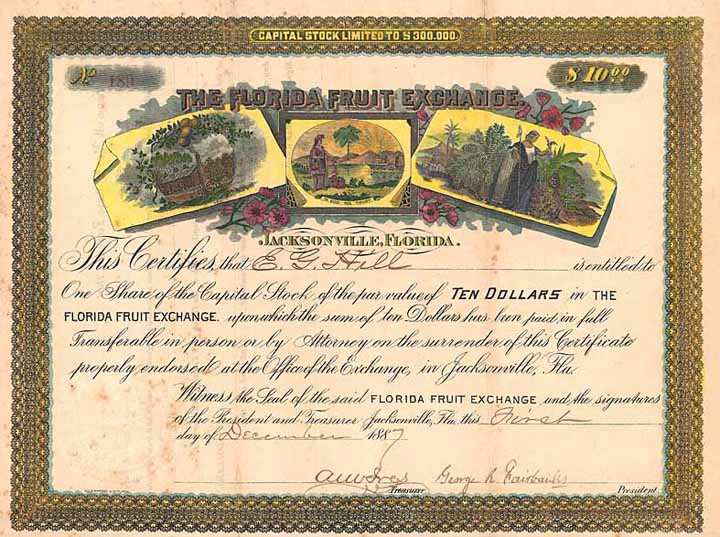 CAPITAL STOCK LIMITED TO $300.000.
No 180 $10.00
THE FLORIDA FRUIT EXCHANGE.
JACKSONVILLE, FLORIDA.
This Certifies, that E. G. Hill is entitled to
One Share of the Capital Stock of the par value of TEN DOLLARS in THE
FLORIDA FRUIT EXCHANGE. upon which the sum of ten Dollars has been paid in full
Transferable in person or by Attorney on the surrender of this Certificate
properly endorsed at the Office of the Exchange, in Jacksonville, Fla.
Witness the Seal of the said FLORIDA FRUIT EXCHANGE and the signatures
of the President and Treasurer Jacksonville, Fla. this First
day of December 1887
George R. Fairbanks
Treasurer President